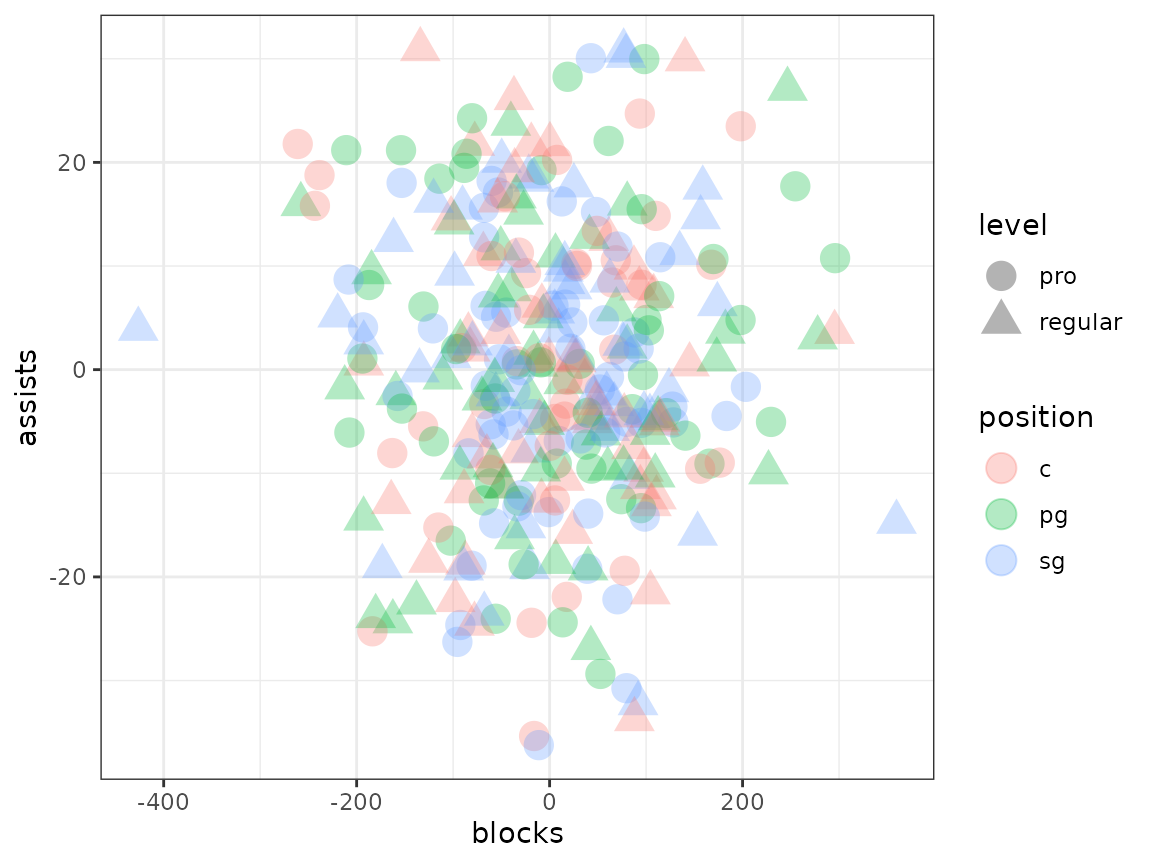 20
0
-20
assists
-400
-200
0
200
blocks
level
pro
regular
position
c
pg
sg